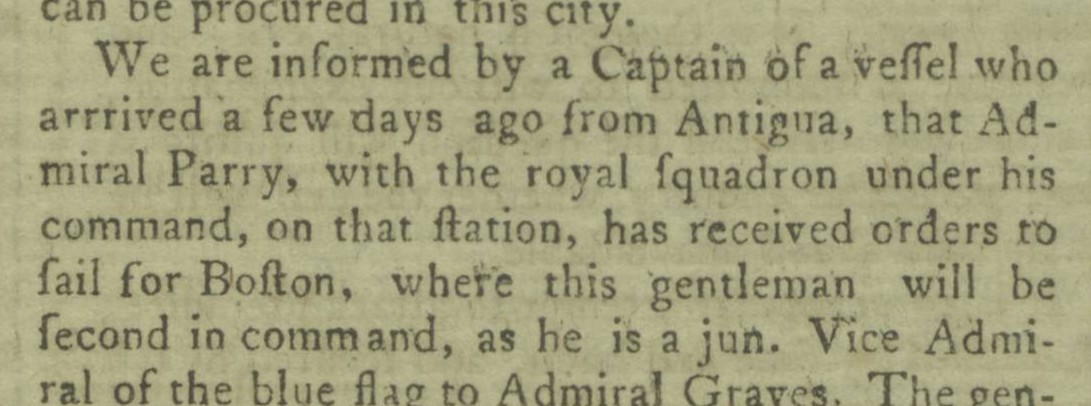 can be procured in this city.
We are informed by a Captain of a veſſel who
arrrived a few days ago from Antigua, that Ad-
miral Parry, with the royal ſquadron under his
command, on that ſtation, has received orders to
ſail for Boſton, where this gentleman will be
ſecond in command, as he is a jun. Vice Admi-
ral of the blue flag to Admiral Graves. The gen-